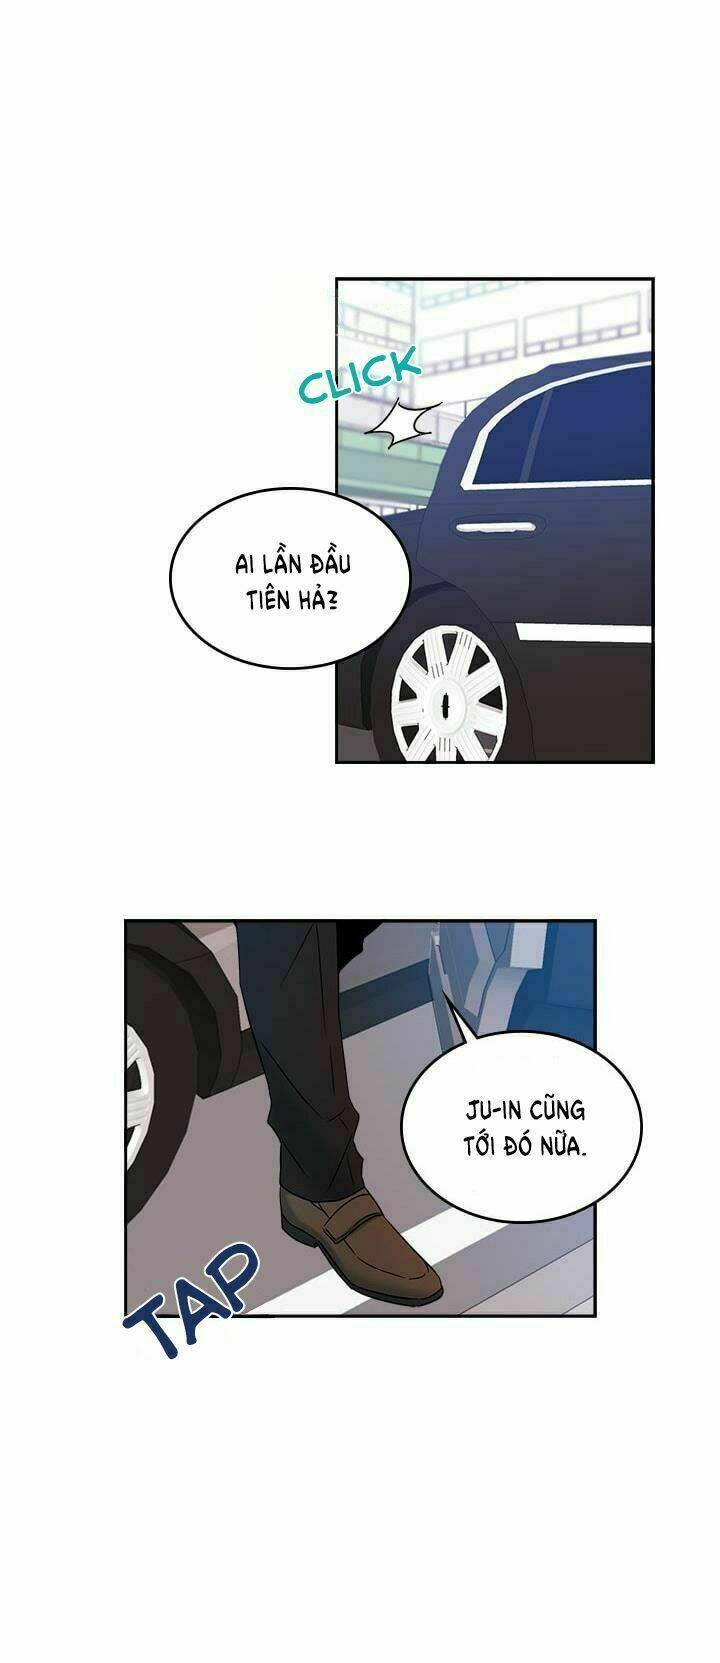 CLICK
AI LẦN ĐẦU
TIÊN HẢ?
JU-IN CŨNG
TỚI ĐÓ NỮA.
TAP